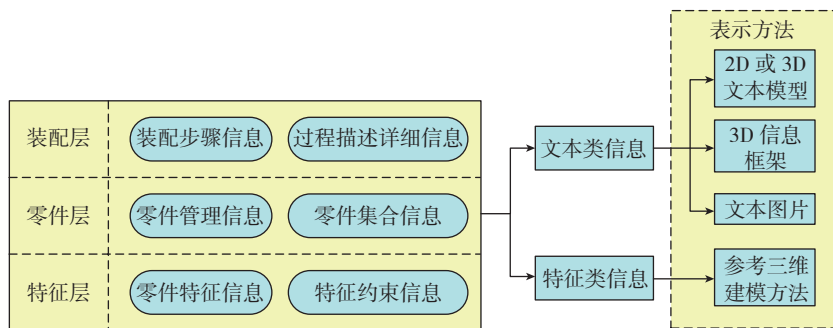 表示方法
2D 或 3D
文本模型
装配层
装配步骤信息
过程描述详细信息
文本类信息
3D 信息
框架
零件层
零件管理信息
零件集合信息
文本图片
特征层
零件特征信息
特征约束信息
特征类信息
参考三维
建模方法